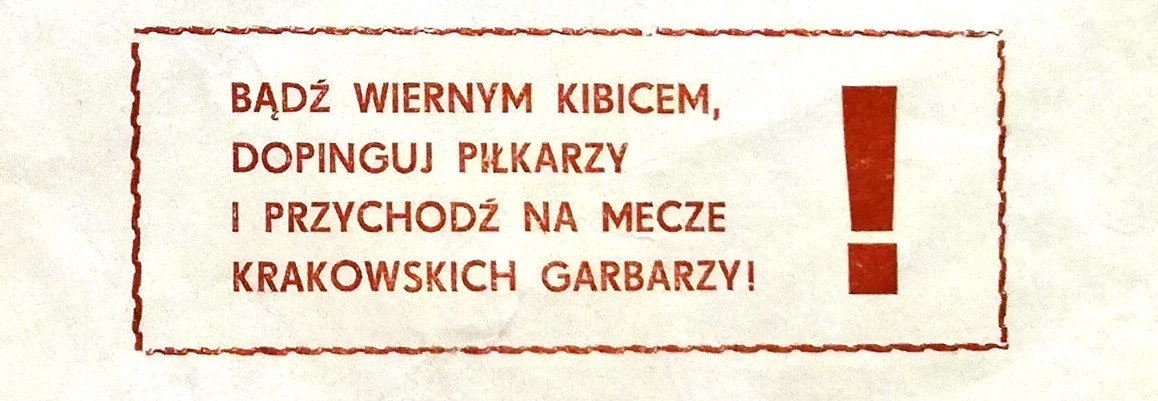 BĄDŹ WIERNYM KIBICEM,
DOPINGUJ PIŁKARZY
I PRZYCHODŹ NA MECZE
KRAKOWSKICH GARBARZY!
!